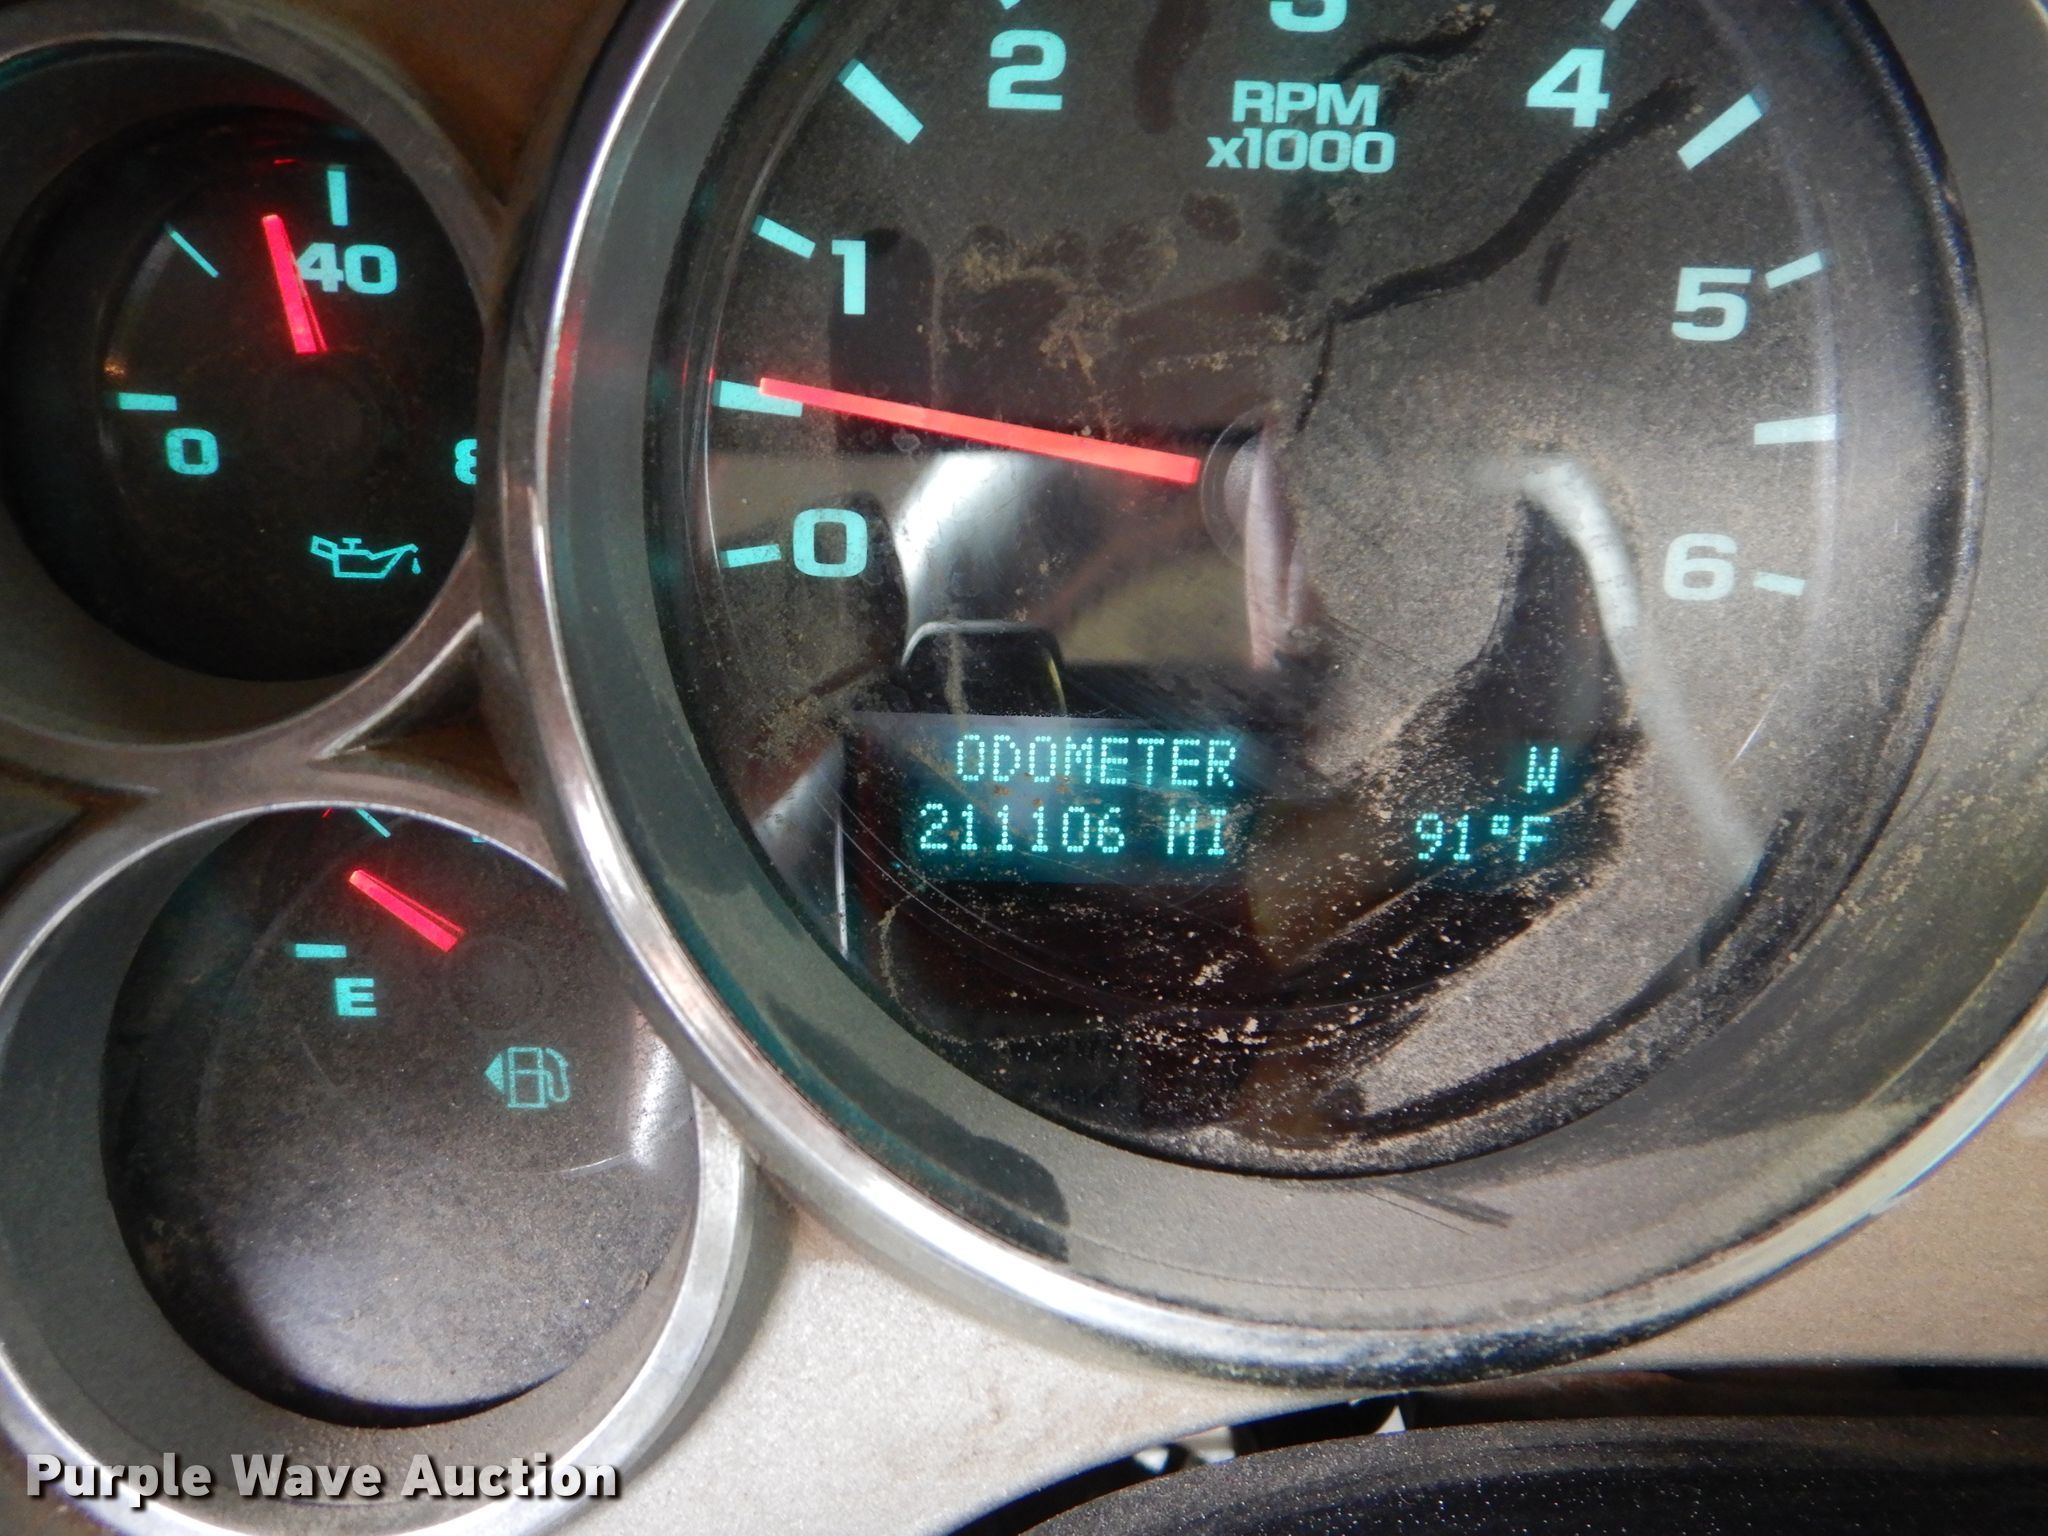 2
3
4
RPM
x1000
1
40
5
0
8
0
6
ODOMETER
W
211106 MI
91°F
E
Purple Wave Auction